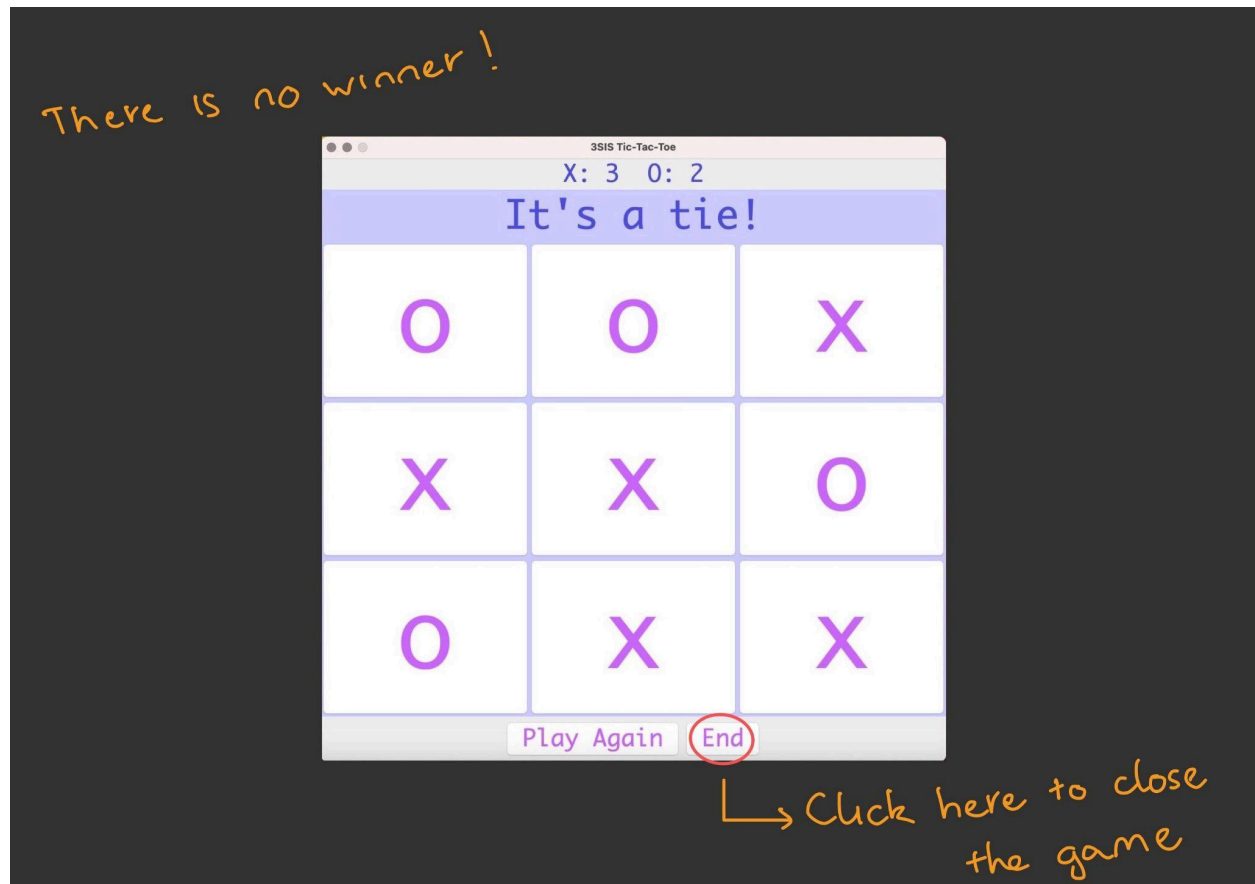 There is no winner!
3SIS Tic-Tac-Toe
X: 3 O: 2
It's a tie!
O O X
X X O
O X X
Play Again End
Click here to close
the game